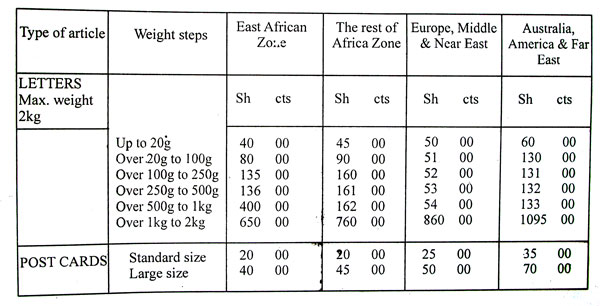 Type of article Weight steps East African Zo:.e The rest of Africa Zone Europe, Middle & Near East Australia, America & Far East
LETTERS
Max. weight
2kg
Sh cts Sh cts Sh cts Sh cts
Up to 20g 40 00 45 00 50 00 60 00
Over 20g to 100g 80 00 90 00 51 00 130 00
Over 100g to 250g 135 00 160 00 52 00 131 00
Over 250g to 500g 136 00 161 00 53 00 132 00
Over 500g to 1kg 400 00 162 00 54 00 133 00
Over 1kg to 2kg 650 00 760 00 860 00 1095 00
POST CARDS Standard size 20 00 20 00 25 00 35 00
Large size 40 00 45 00 50 00 70 00